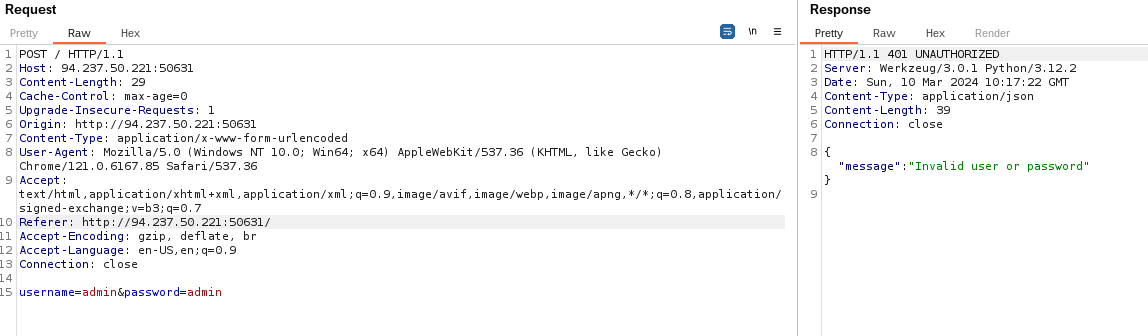 Request
Pretty Raw Hex
\n ≡
1 POST / HTTP/1.1
2 Host: 94.237.50.221:50631
3 Content-Length: 29
4 Cache-Control: max-age=0
5 Upgrade-Insecure-Requests: 1
6 Origin: http://94.237.50.221:50631
7 Content-Type: application/x-www-form-urlencoded
8 User-Agent: Mozilla/5.0 (Windows NT 10.0; Win64; x64) AppleWebKit/537.36 (KHTML, like Gecko)
Chrome/121.0.6167.85 Safari/537.36
9 Accept:
text/html,application/xhtml+xml,application/xml;q=0.9,image/avif,image/webp,image/apng,*/*;q=0.8,application/
signed-exchange;v=b3;q=0.7
10 Referer: http://94.237.50.221:50631/
11 Accept-Encoding: gzip, deflate, br
12 Accept-Language: en-US,en;q=0.9
13 Connection: close
14
15 username=admin&password=admin
Response
Pretty Raw Hex Render
1 HTTP/1.1 401 UNAUTHORIZED
2 Server: Werkzeug/3.0.1 Python/3.12.2
3 Date: Sun, 10 Mar 2024 10:17:22 GMT
4 Content-Type: application/json
5 Content-Length: 39
6 Connection: close
7
8 {
"message":"Invalid user or password"
}
9